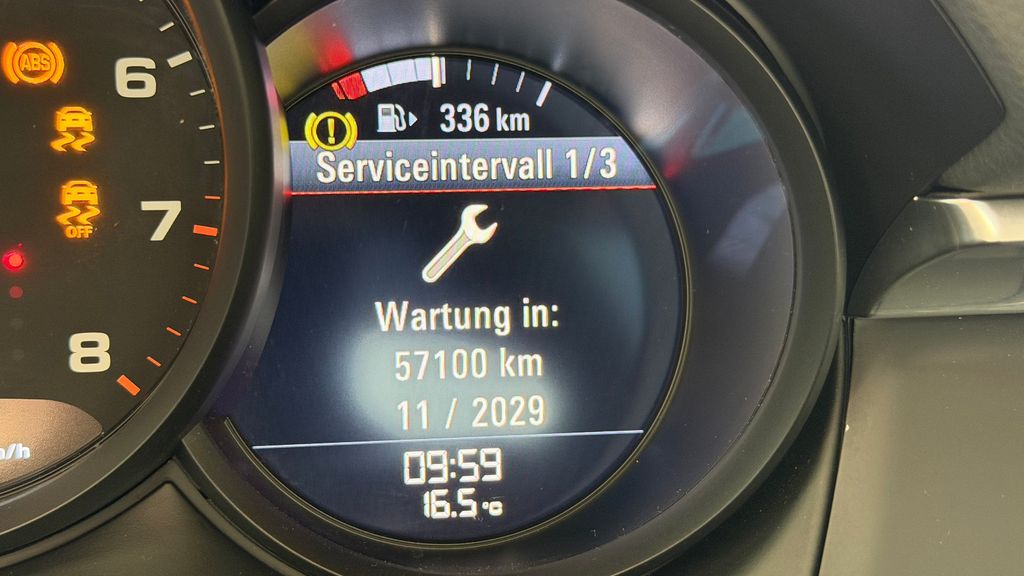 ABS
6
7
OFF
8
336 km
Serviceintervall 1/3
Wartung in:
57100 km
11 / 2029
09:59
16.5 °C